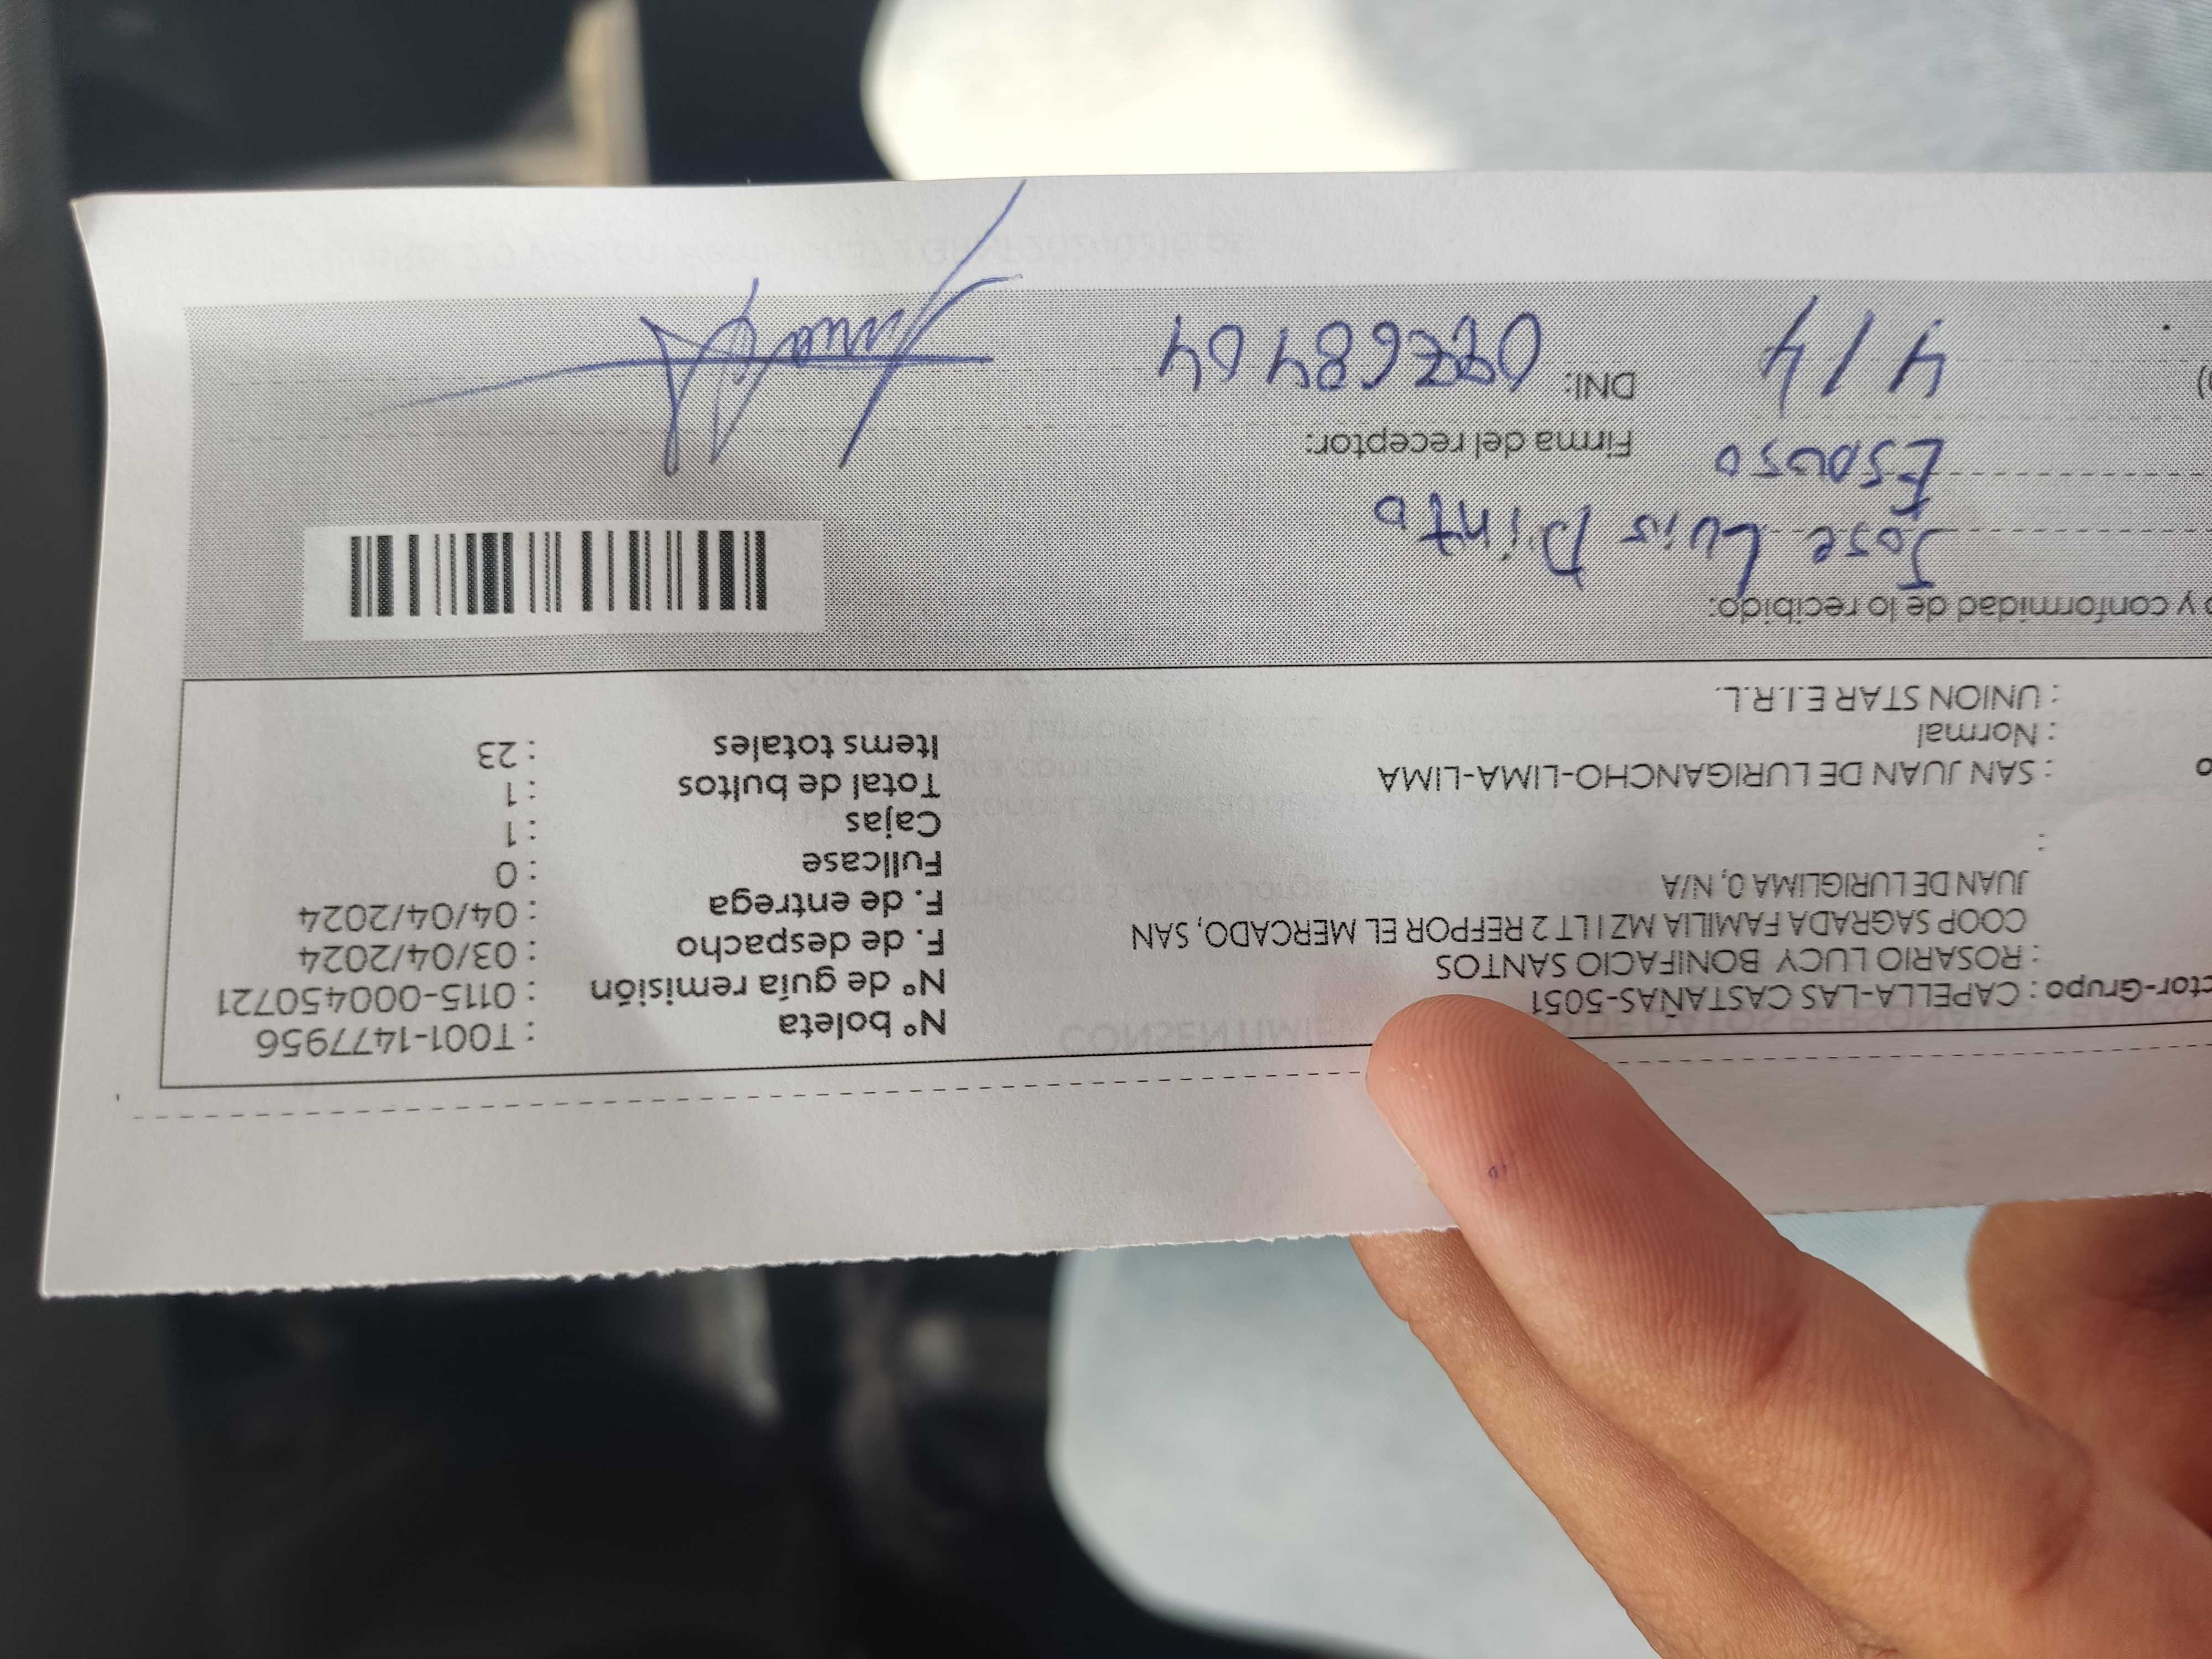 N° boleta : T001-1477956
N° de guía remisión : 0115-000450721
F. de despacho : 03/04/2024
F. de entrega : 04/04/2024
Fullcase : 0
Cajas : 1
Total de bultos : 1
Items totales : 23
ctor-Grupo : CAPELLA-LAS CASTAÑAS-5051
: ROSARIO LUCY BONIFACIO SANTOS
COOP SAGRADA FAMILIA MZ I LT 2 REFPOR EL MERCADO, SAN
JUAN DE LURIGLIMA 0, N/A
:
: SAN JUAN DE LURIGANCHO-LIMA-LIMA
: Normal
: UNION STAR E.I.R.L.
y conformidad de lo recibido:
Jose Luis Pinto
Esposo
4/4
Firma del receptor:
DNI: